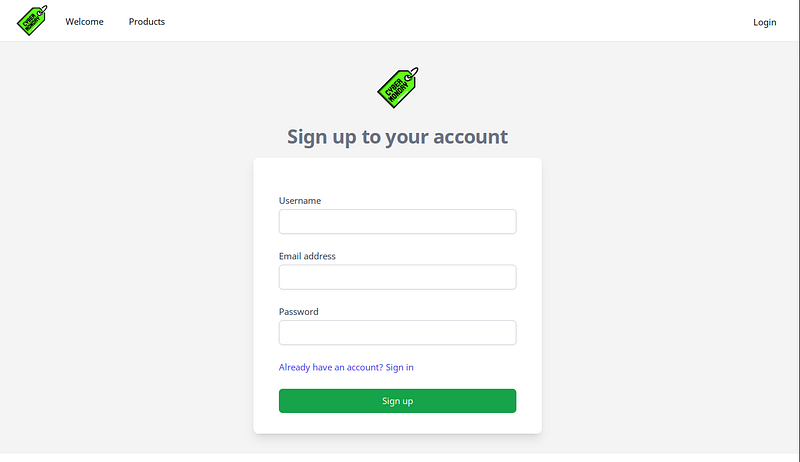 CYBER
MONDAY
Welcome
Products
Login
CYBER
MONDAY
Sign up to your account
Username
Email address
Password
Already have an account? Sign in
Sign up